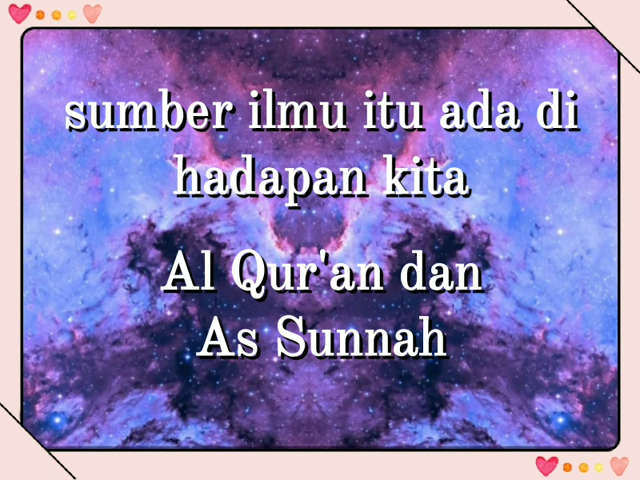 sumber ilmu itu ada di
hadapan kita
Al Qur'an dan
As Sunnah